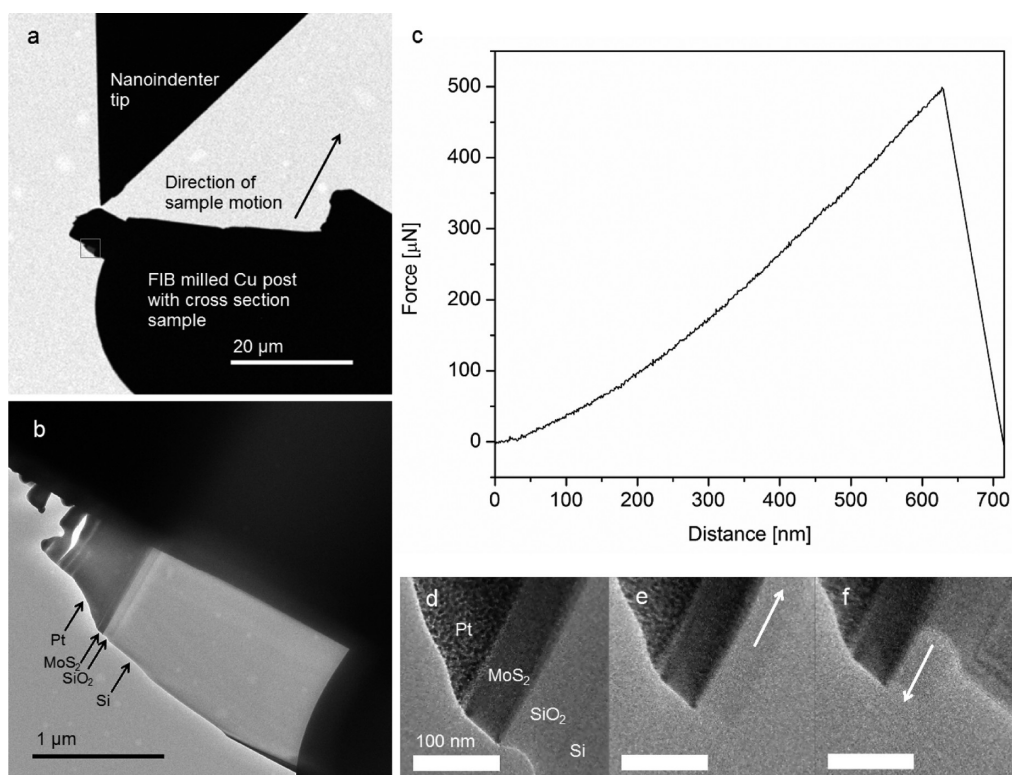 a
Nanoindenter
tip
Direction of
sample motion
FIB milled Cu post
with cross section
sample
20 µm
b
Pt
MoS₂
SiO₂
Si
1 µm
c
Force [µN]
500
400
300
200
100
0
0 100 200 300 400 500 600 700
Distance [nm]
d
Pt
MoS₂
SiO₂
Si
100 nm
e
f